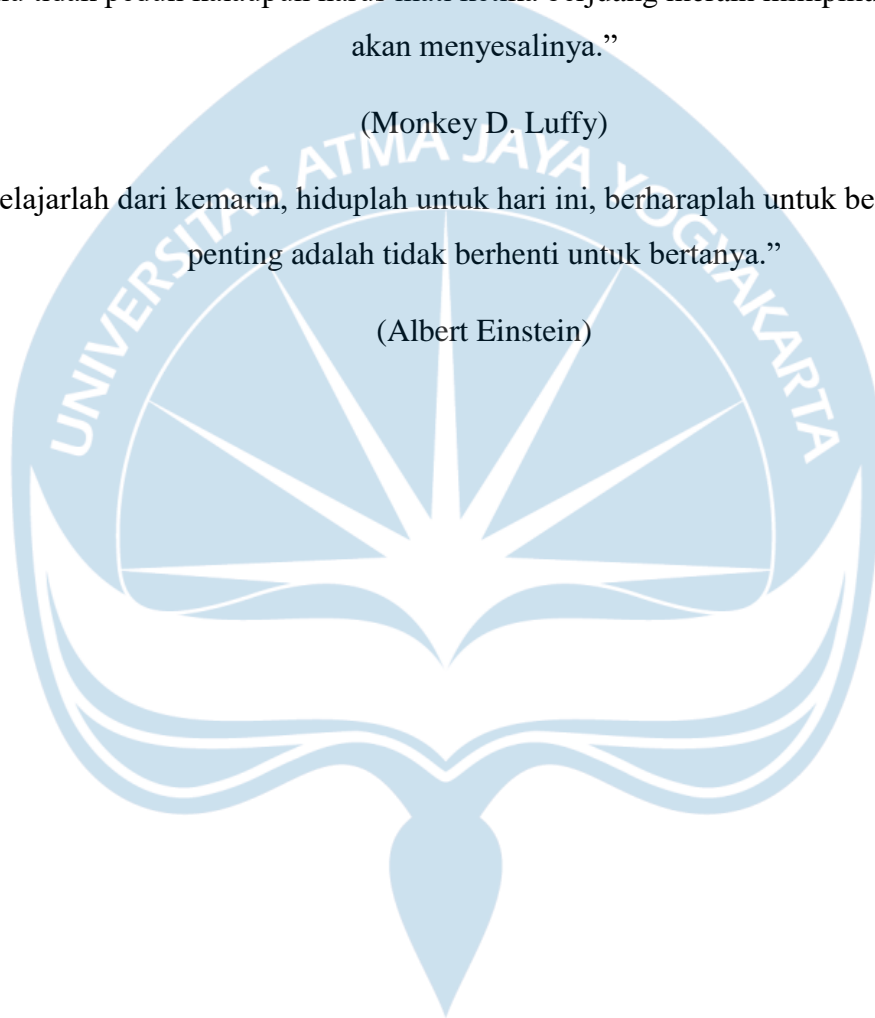 akan menyesalinya.”
(Monkey D. Luffy)
UNIVERSITAS ATMA JAYA YOGYAKARTA
elajarlah dari kemarin, hiduplah untuk hari ini, berharaplah untuk be
penting adalah tidak berhenti untuk bertanya.”
(Albert Einstein)